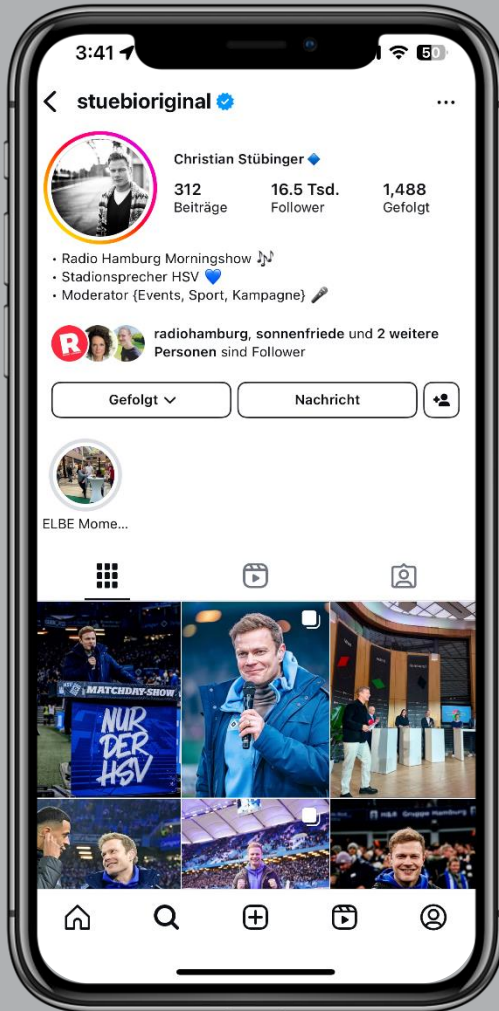 3:41
50
stuebioriginal
Christian Stübinger
312
16.5 Tsd.
1,488
Beiträge
Follower
Gefolgt
• Radio Hamburg Morningshow
• Stadionsprecher HSV
• Moderator {Events, Sport, Kampagne}
R
radiohamburg, sonnenfriede und 2 weitere
Personen sind Follower
Gefolgt
Nachricht
ELBE Mome...
MATCHDAY-SHOW
NUR
DER
HSV